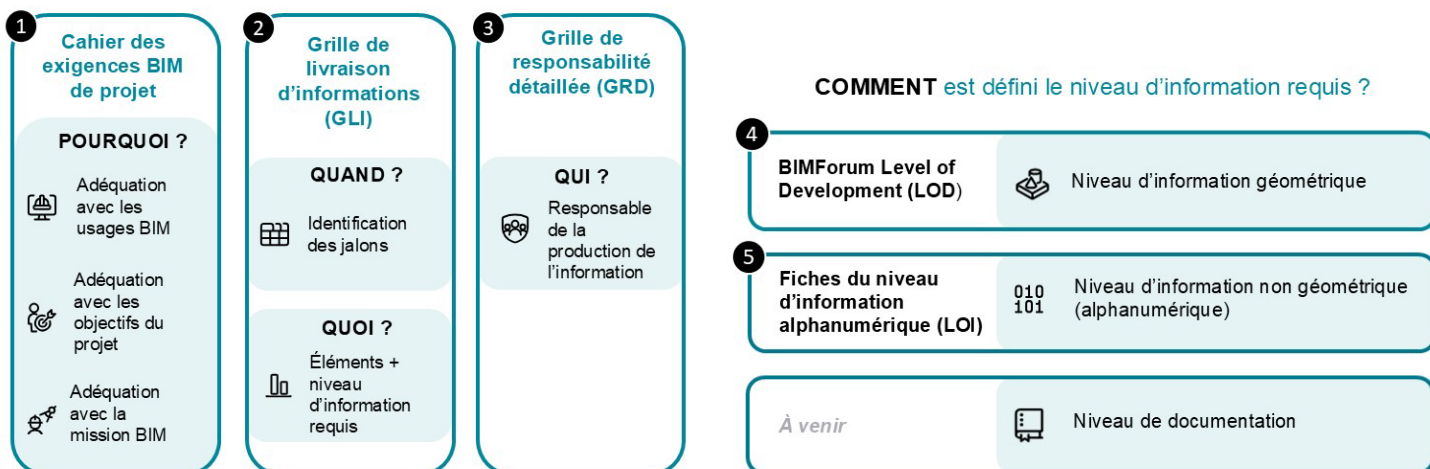 1
Cahier des
exigences BIM
de projet
POURQUOI ?
Adéquation
avec les
usages BIM
Adéquation
avec les
objectifs du
projet
Adéquation
avec la
mission BIM
2
Grille de
livraison
d’informations
(GLI)
QUAND ?
Identification
des jalons
QUOI ?
Éléments +
niveau
d’information
requis
3
Grille de
responsabilité
détaillée (GRD)
QUI ?
Responsable
de la
production de
l’information
COMMENT est défini le niveau d’information requis ?
4
BIMForum Level of
Development (LOD)
Niveau d’information géométrique
5
Fiches du niveau
d’information
alphanumérique (LOI)
010
101
Niveau d’information non géométrique
(alphanumérique)
À venir
Niveau de documentation